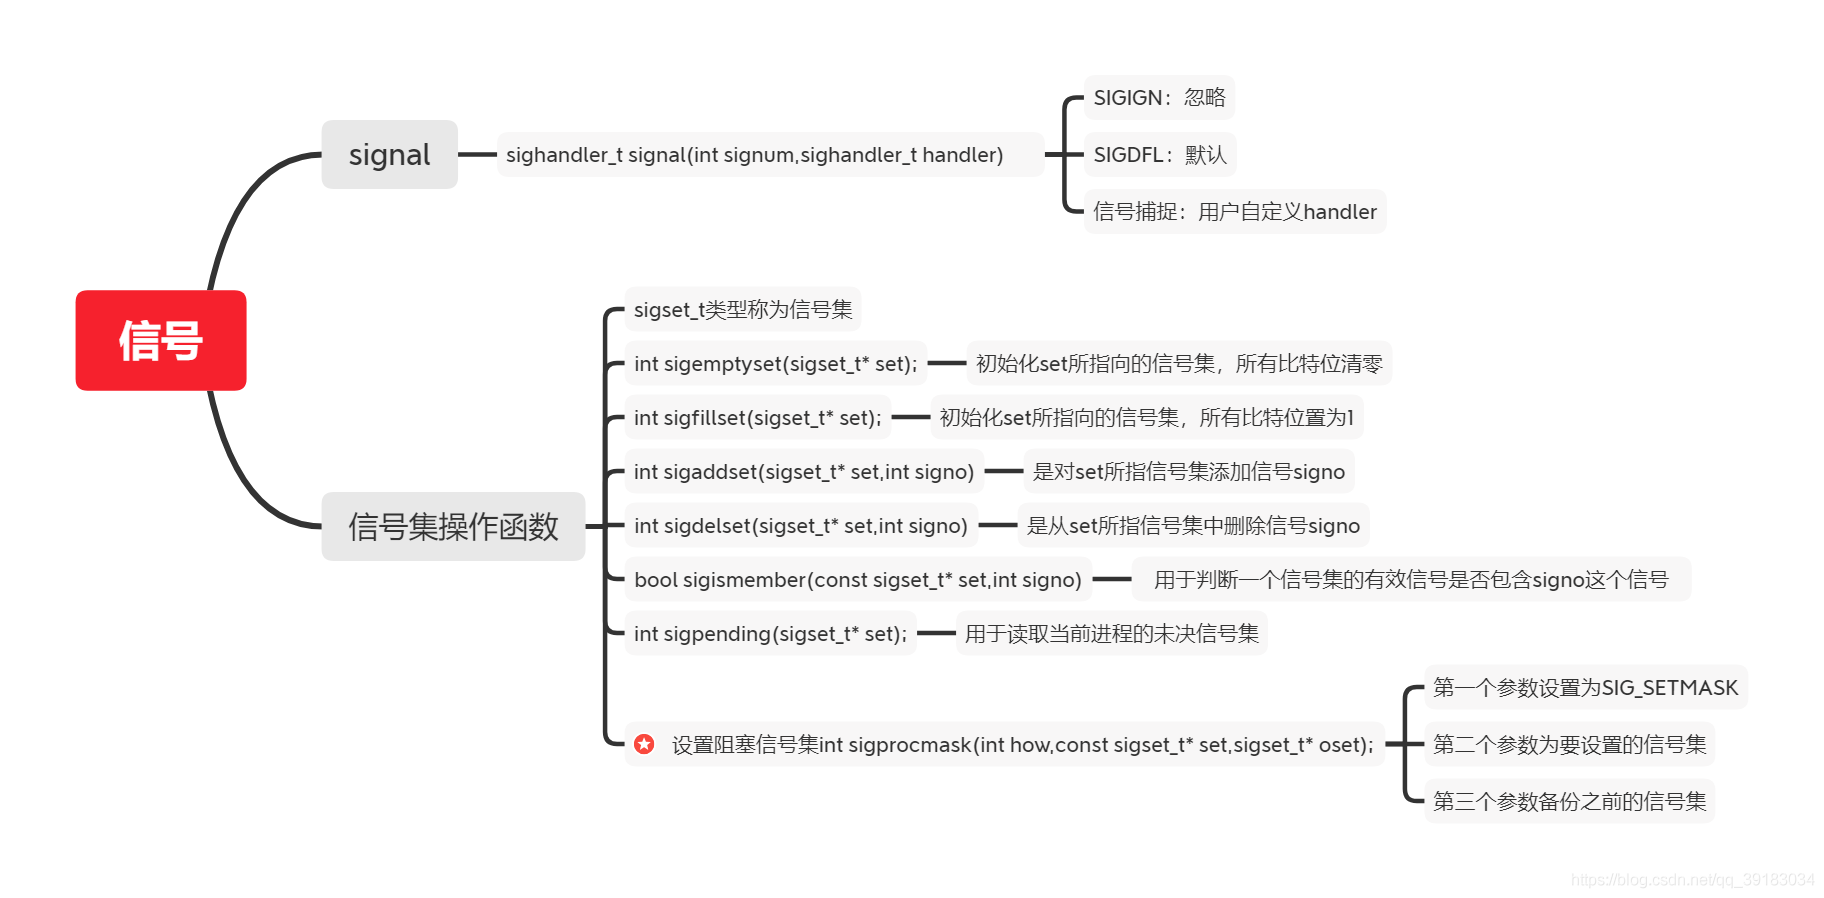 信号
signal
sighandler_t signal(int signum,sighandler_t handler)
SIGIGN：忽略
SIGDFL：默认
信号捕捉：用户自定义handler
信号集操作函数
sigset_t类型称为信号集
int sigemptyset(sigset_t* set);
初始化set所指向的信号集，所有比特位清零
int sigfillset(sigset_t* set);
初始化set所指向的信号集，所有比特位置为1
int sigaddset(sigset_t* set,int signo)
是对set所指信号集添加信号signo
int sigdelset(sigset_t* set,int signo)
是从set所指信号集中删除信号signo
bool sigismember(const sigset_t* set,int signo)
用于判断一个信号集的有效信号是否包含signo这个信号
int sigpending(sigset_t* set);
用于读取当前进程的未决信号集
设置阻塞信号集int sigprocmask(int how,const sigset_t* set,sigset_t* oset);
第一个参数设置为SIG_SETMASK
第二个参数为要设置的信号集
第三个参数备份之前的信号集
https://blog.csdn.net/qq_39183034